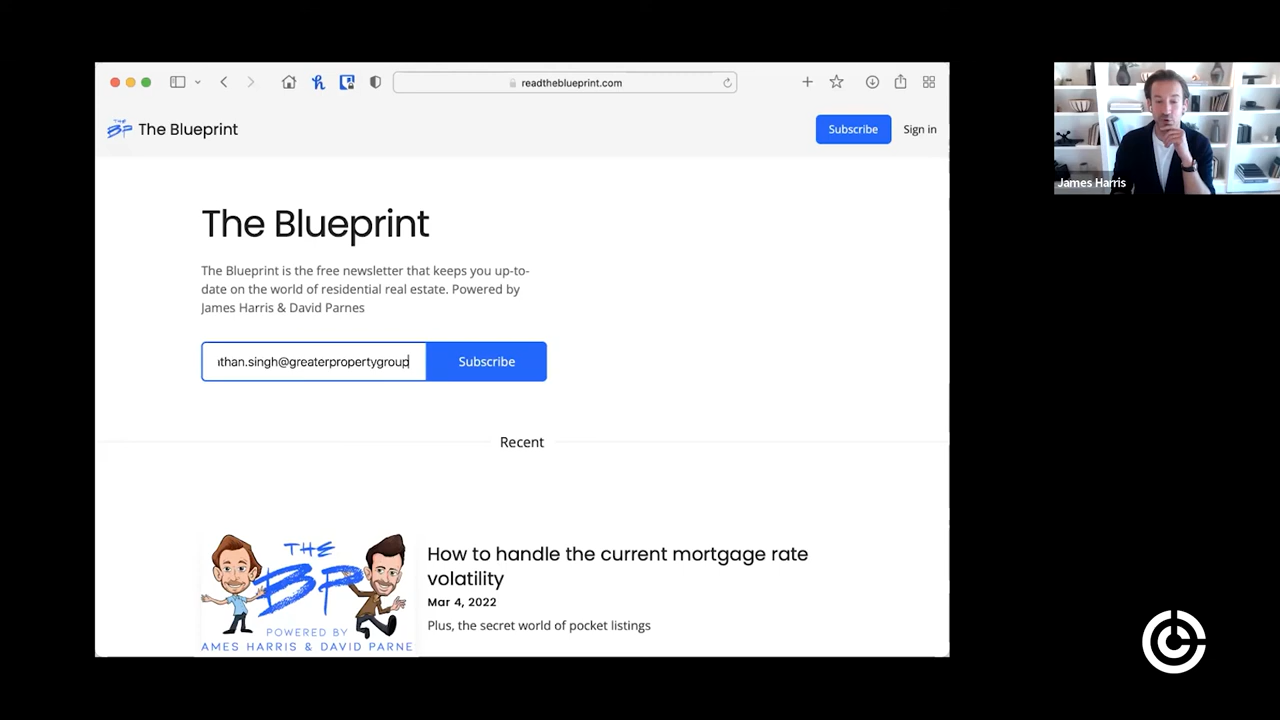 readtheblueprint.com
THE BP The Blueprint
Subscribe
Sign in
The Blueprint
The Blueprint is the free newsletter that keeps you up-to-
date on the world of residential real estate. Powered by
James Harris & David Parnes
than.singh@greaterpropertygroup
Subscribe
Recent
THE
BP
POWERED BY
AMES HARRIS & DAVID PARNE
How to handle the current mortgage rate
volatility
Mar 4, 2022
Plus, the secret world of pocket listings
James Harris